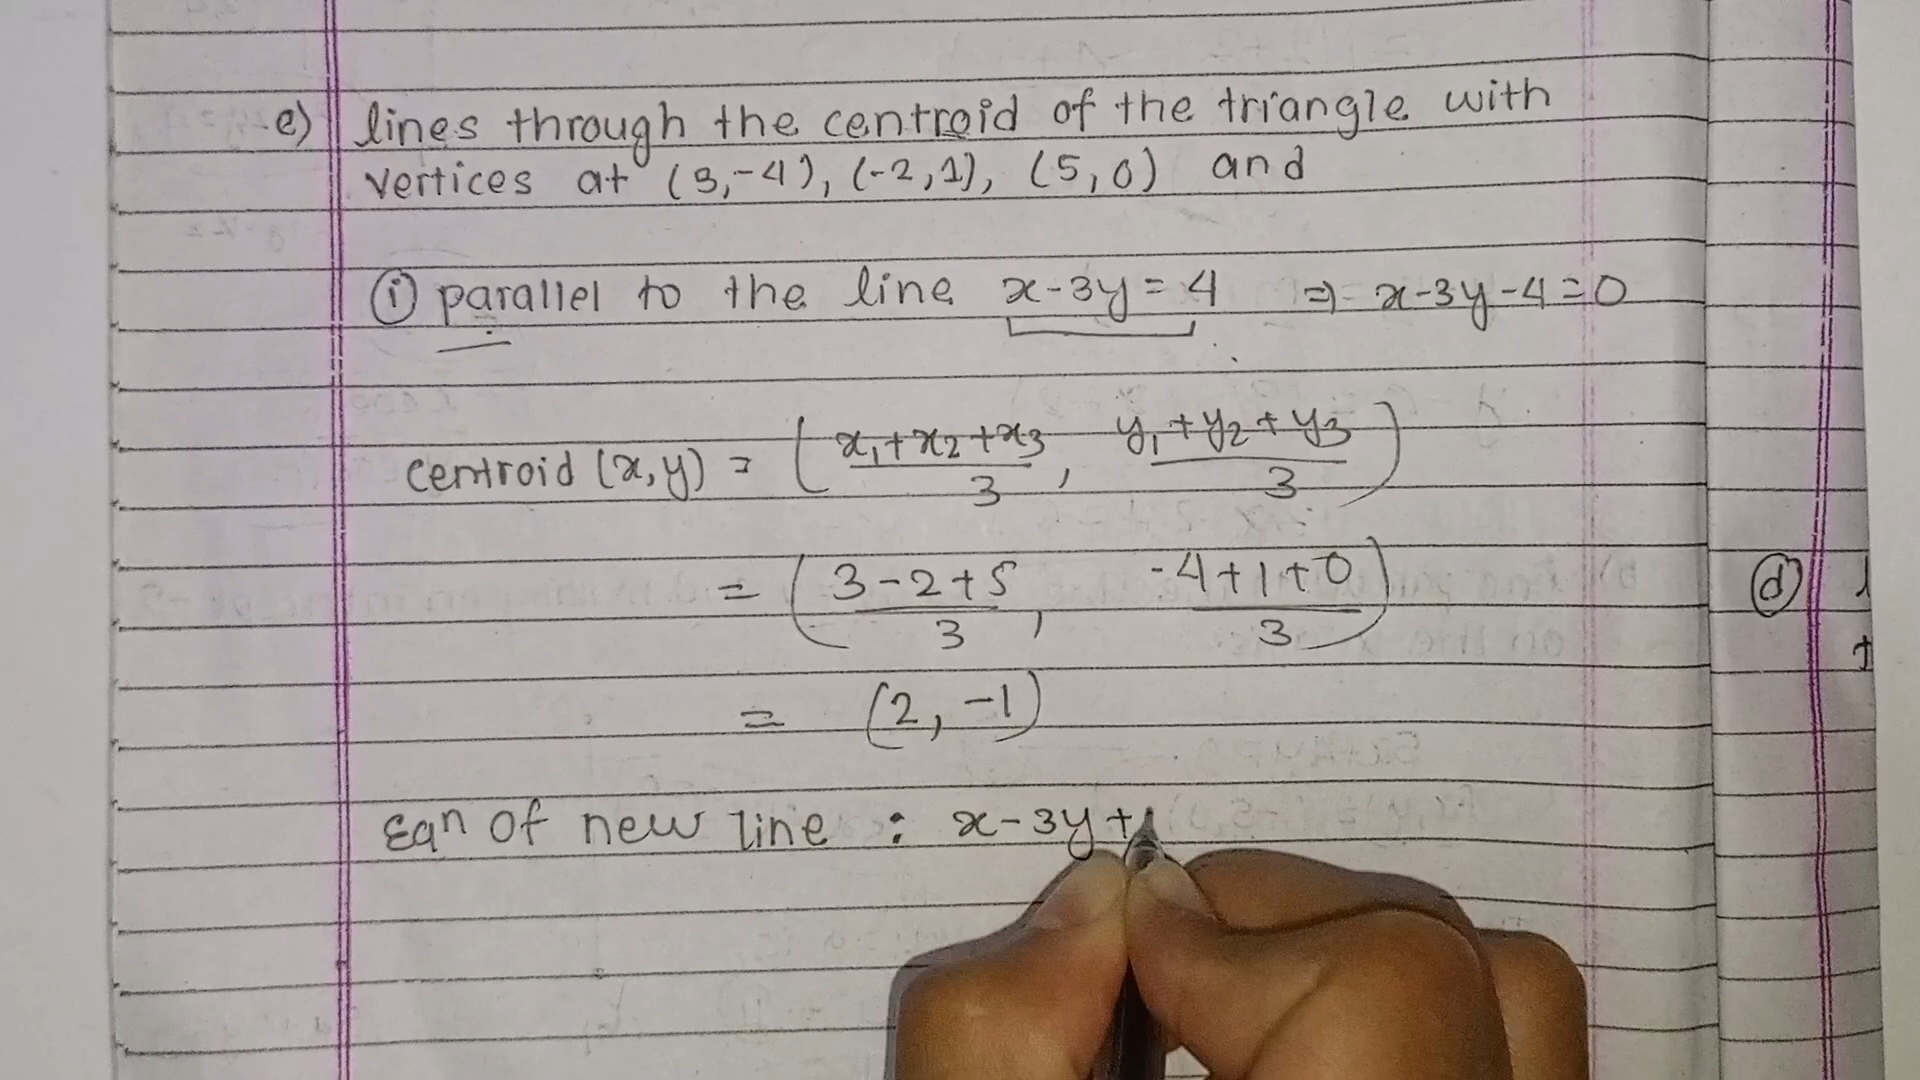 e) lines through the centroid of the triangle with
vertices at (3,-4), (-2,1), (5,0) and
(i) parallel to the line x-3y=4 ⇒ x-3y-4=0
centroid (x,y) = (x₁+x₂+x₃/3, y₁+y₂+y₃/3)
= (3-2+5/3, -4+1+0/3)
= (2, -1)
Eqn of new line : x-3y+
(d)